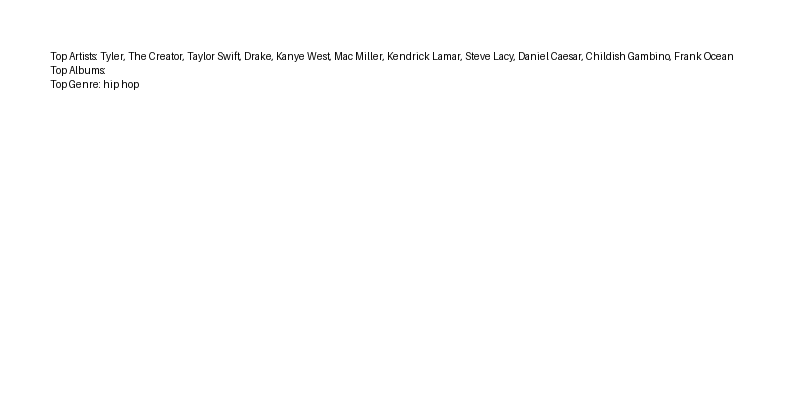 Top Artists: Tyler, The Creator, Taylor Swift, Drake, Kanye West, Mac Miller, Kendrick Lamar, Steve Lacy, Daniel Caesar, Childish Gambino, Frank Ocean
Top Albums:
Top Genre: hip hop